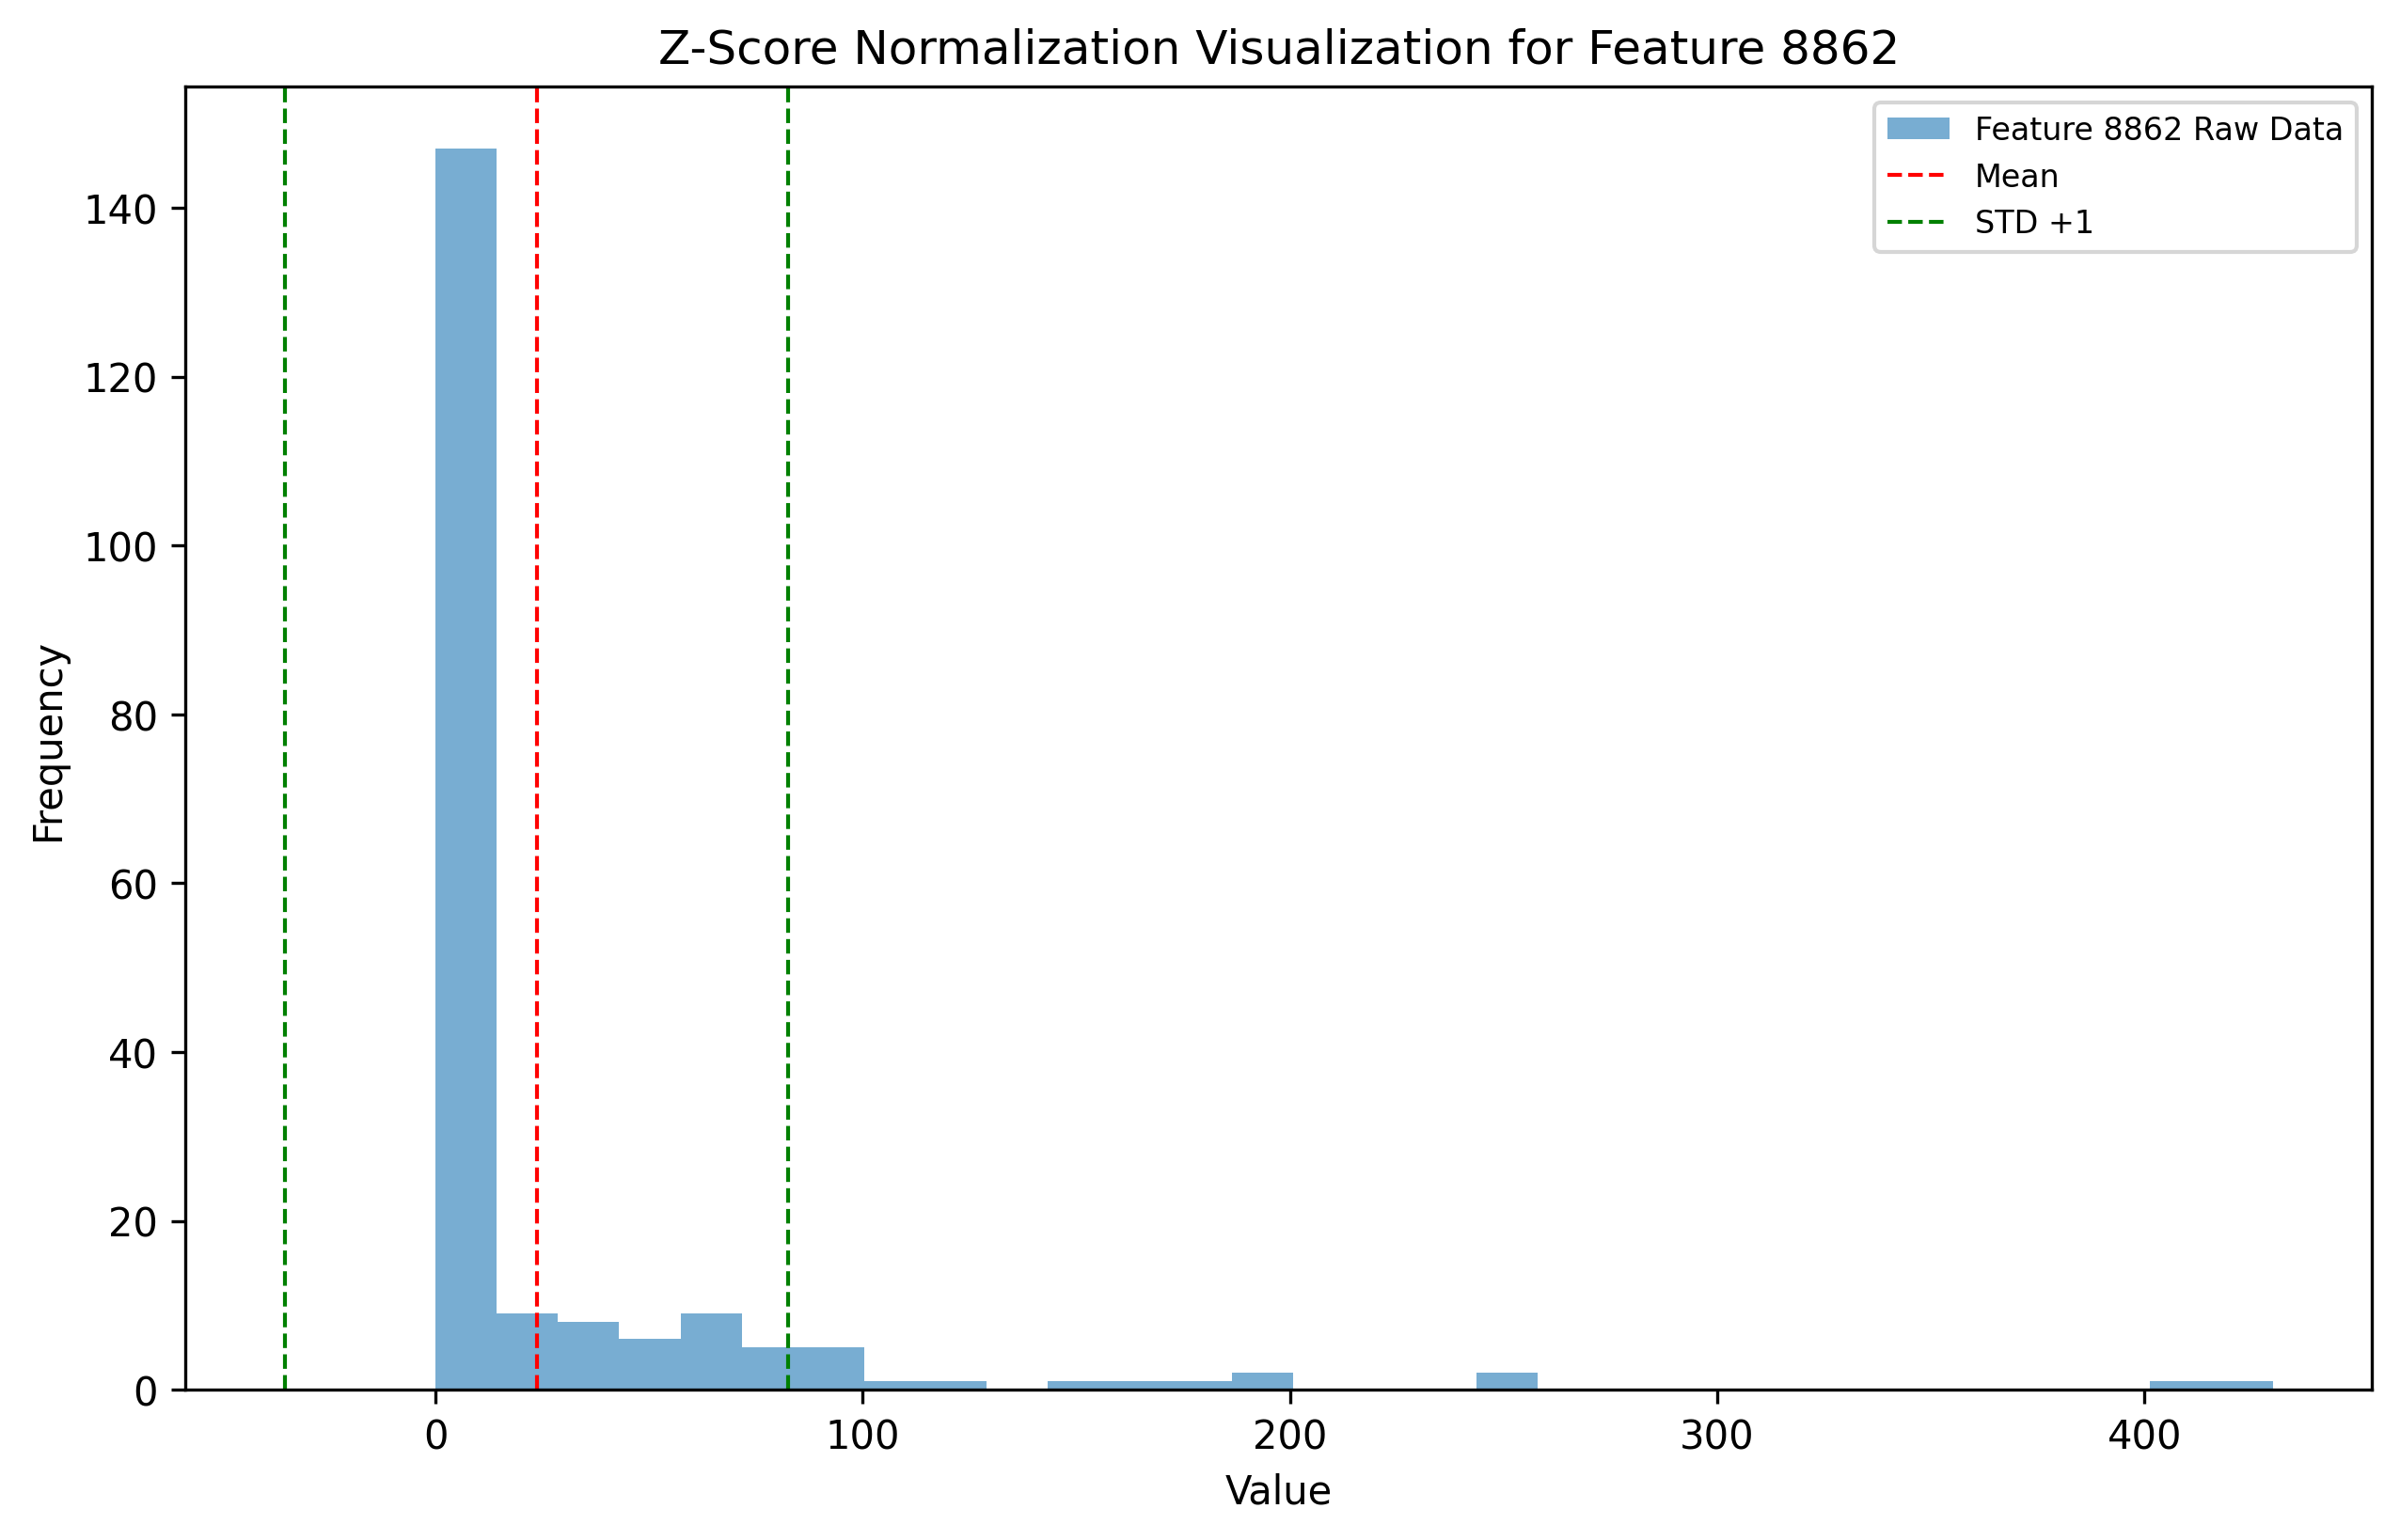 Z-Score Normalization Visualization for Feature 8862
Feature 8862 Raw Data
Mean
STD +1
140
120
100
80
60
40
20
0
Frequency
0 100 200 300 400
Value